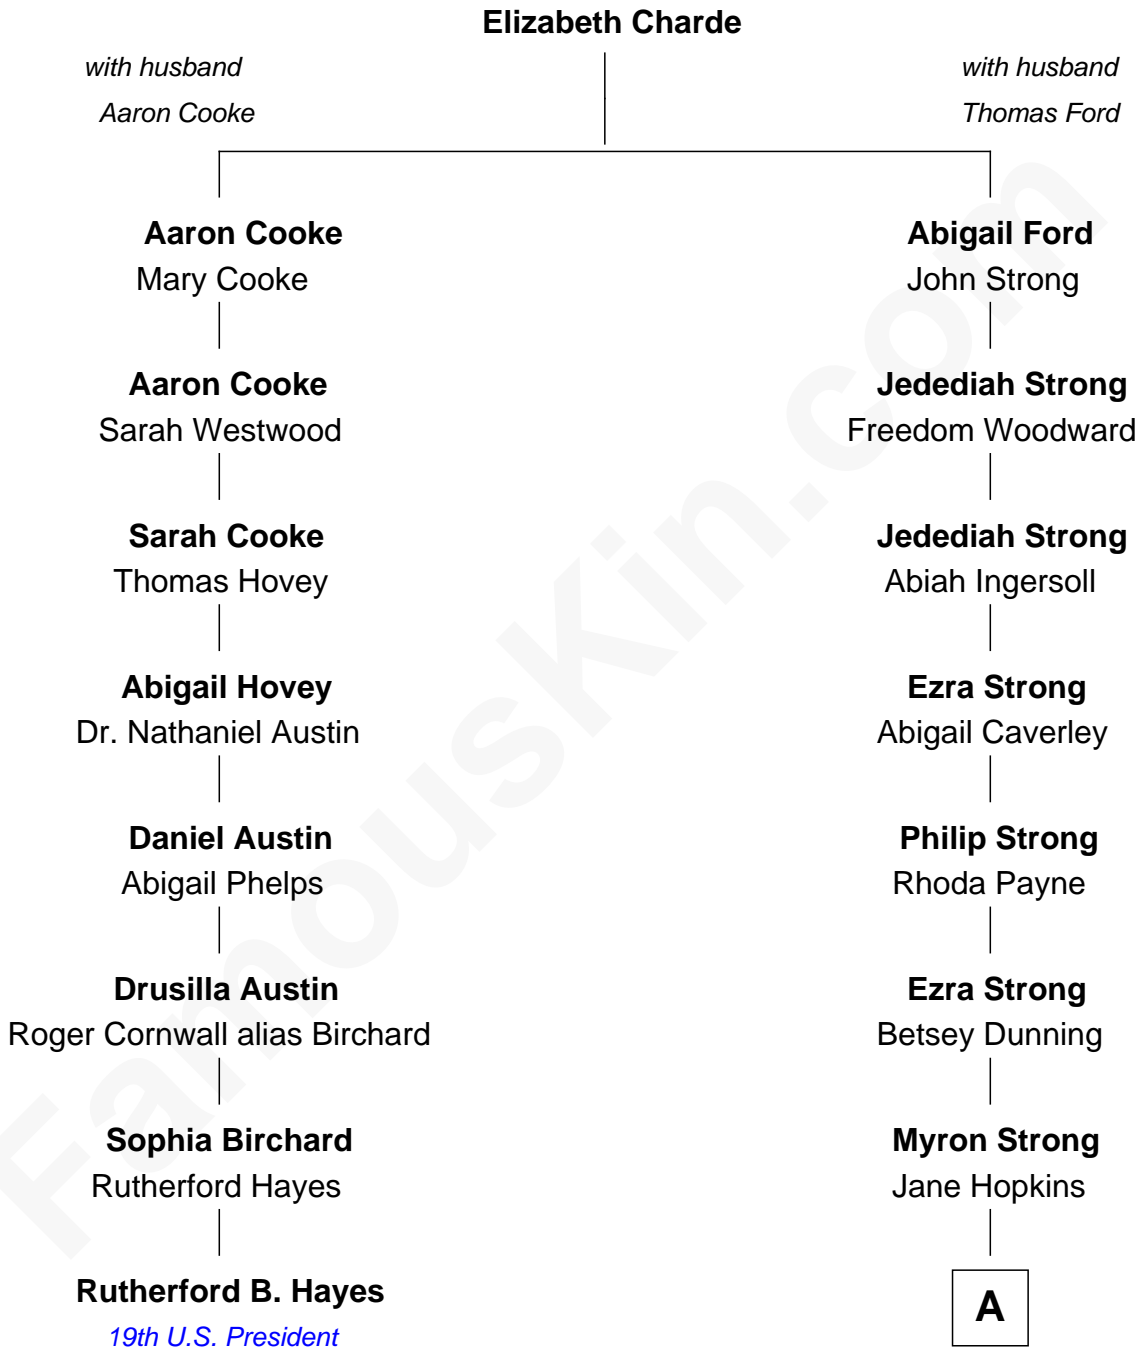 Elizabeth Charde
with husband
Aaron Cooke
with husband
Thomas Ford
Aaron Cooke
Mary Cooke
Abigail Ford
John Strong
Aaron Cooke
Sarah Westwood
Jedediah Strong
Freedom Woodward
Sarah Cooke
Thomas Hovey
Jedediah Strong
Abiah Ingersoll
Abigail Hovey
Dr. Nathaniel Austin
Ezra Strong
Abigail Caverley
Daniel Austin
Abigail Phelps
Philip Strong
Rhoda Payne
Drusilla Austin
Roger Cornwall alias Birchard
Ezra Strong
Betsey Dunning
Sophia Birchard
Rutherford Hayes
Myron Strong
Jane Hopkins
Rutherford B. Hayes
19th U.S. President
A
FamousKin.com